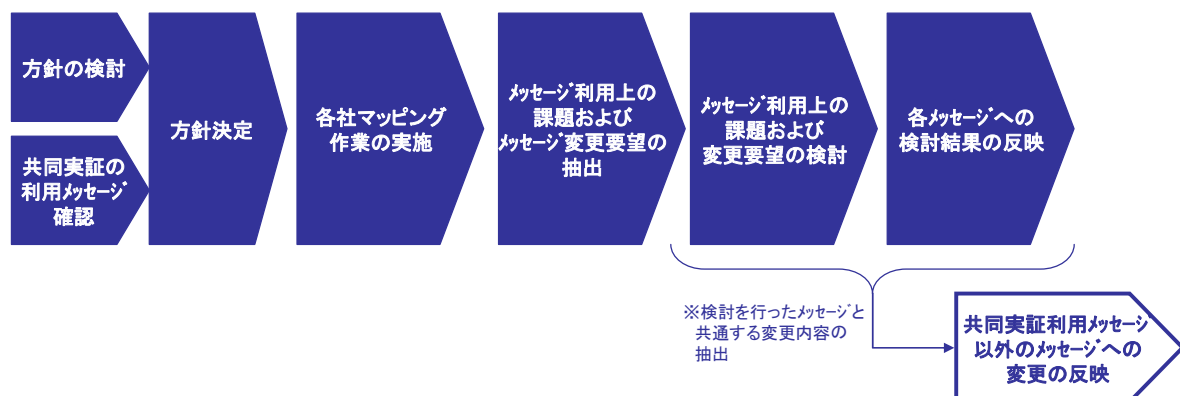 方針の検討
共同実証の
利用ﾒｯｾｰｼﾞ
確認
方針決定
各社マッピング
作業の実施
ﾒｯｾｰｼﾞ利用上の
課題および
ﾒｯｾｰｼﾞ変更要望の
抽出
ﾒｯｾｰｼﾞ利用上の
課題および
変更要望の検討
各ﾒｯｾｰｼﾞへの
検討結果の反映
※検討を行ったﾒｯｾｰｼﾞと
共通する変更内容の
抽出
共同実証利用ﾒｯｾｰｼﾞ
以外のﾒｯｾｰｼﾞへの
変更の反映